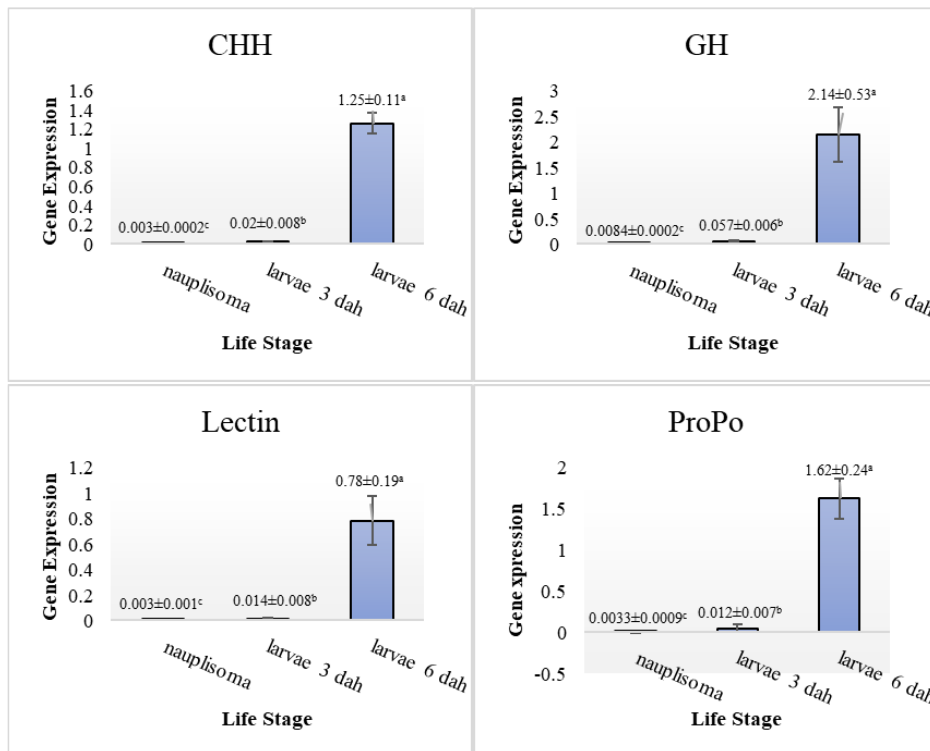 CHH
Gene Expression
1.6
1.4
1.2
1
0.8
0.6
0.4
0.2
0
0.003±0.0002ᶜ
0.02±0.008ᵇ
1.25±0.11ᵃ
nauplisoma
larvae 3 dah
larvae 6 dah
Life Stage
GH
Gene Expression
3
2.5
2
1.5
1
0.5
0
0.0084±0.0002ᶜ
0.057±0.006ᵇ
2.14±0.53ᵃ
nauplisoma
larvae 3 dah
larvae 6 dah
Life Stage
Lectin
Gene Expression
1.2
1
0.8
0.6
0.4
0.2
0
0.003±0.001ᶜ
0.014±0.008ᵇ
0.78±0.19ᵃ
nauplisoma
larvae 3 dah
larvae 6 dah
Life Stage
ProPo
Gene xpression
2
1.5
1
0.5
0
-0.5
0.0033±0.0009ᶜ
0.012±0.007ᵇ
1.62±0.24ᵃ
nauplisoma
larvae 3 dah
larvae 6 dah
Life Stage